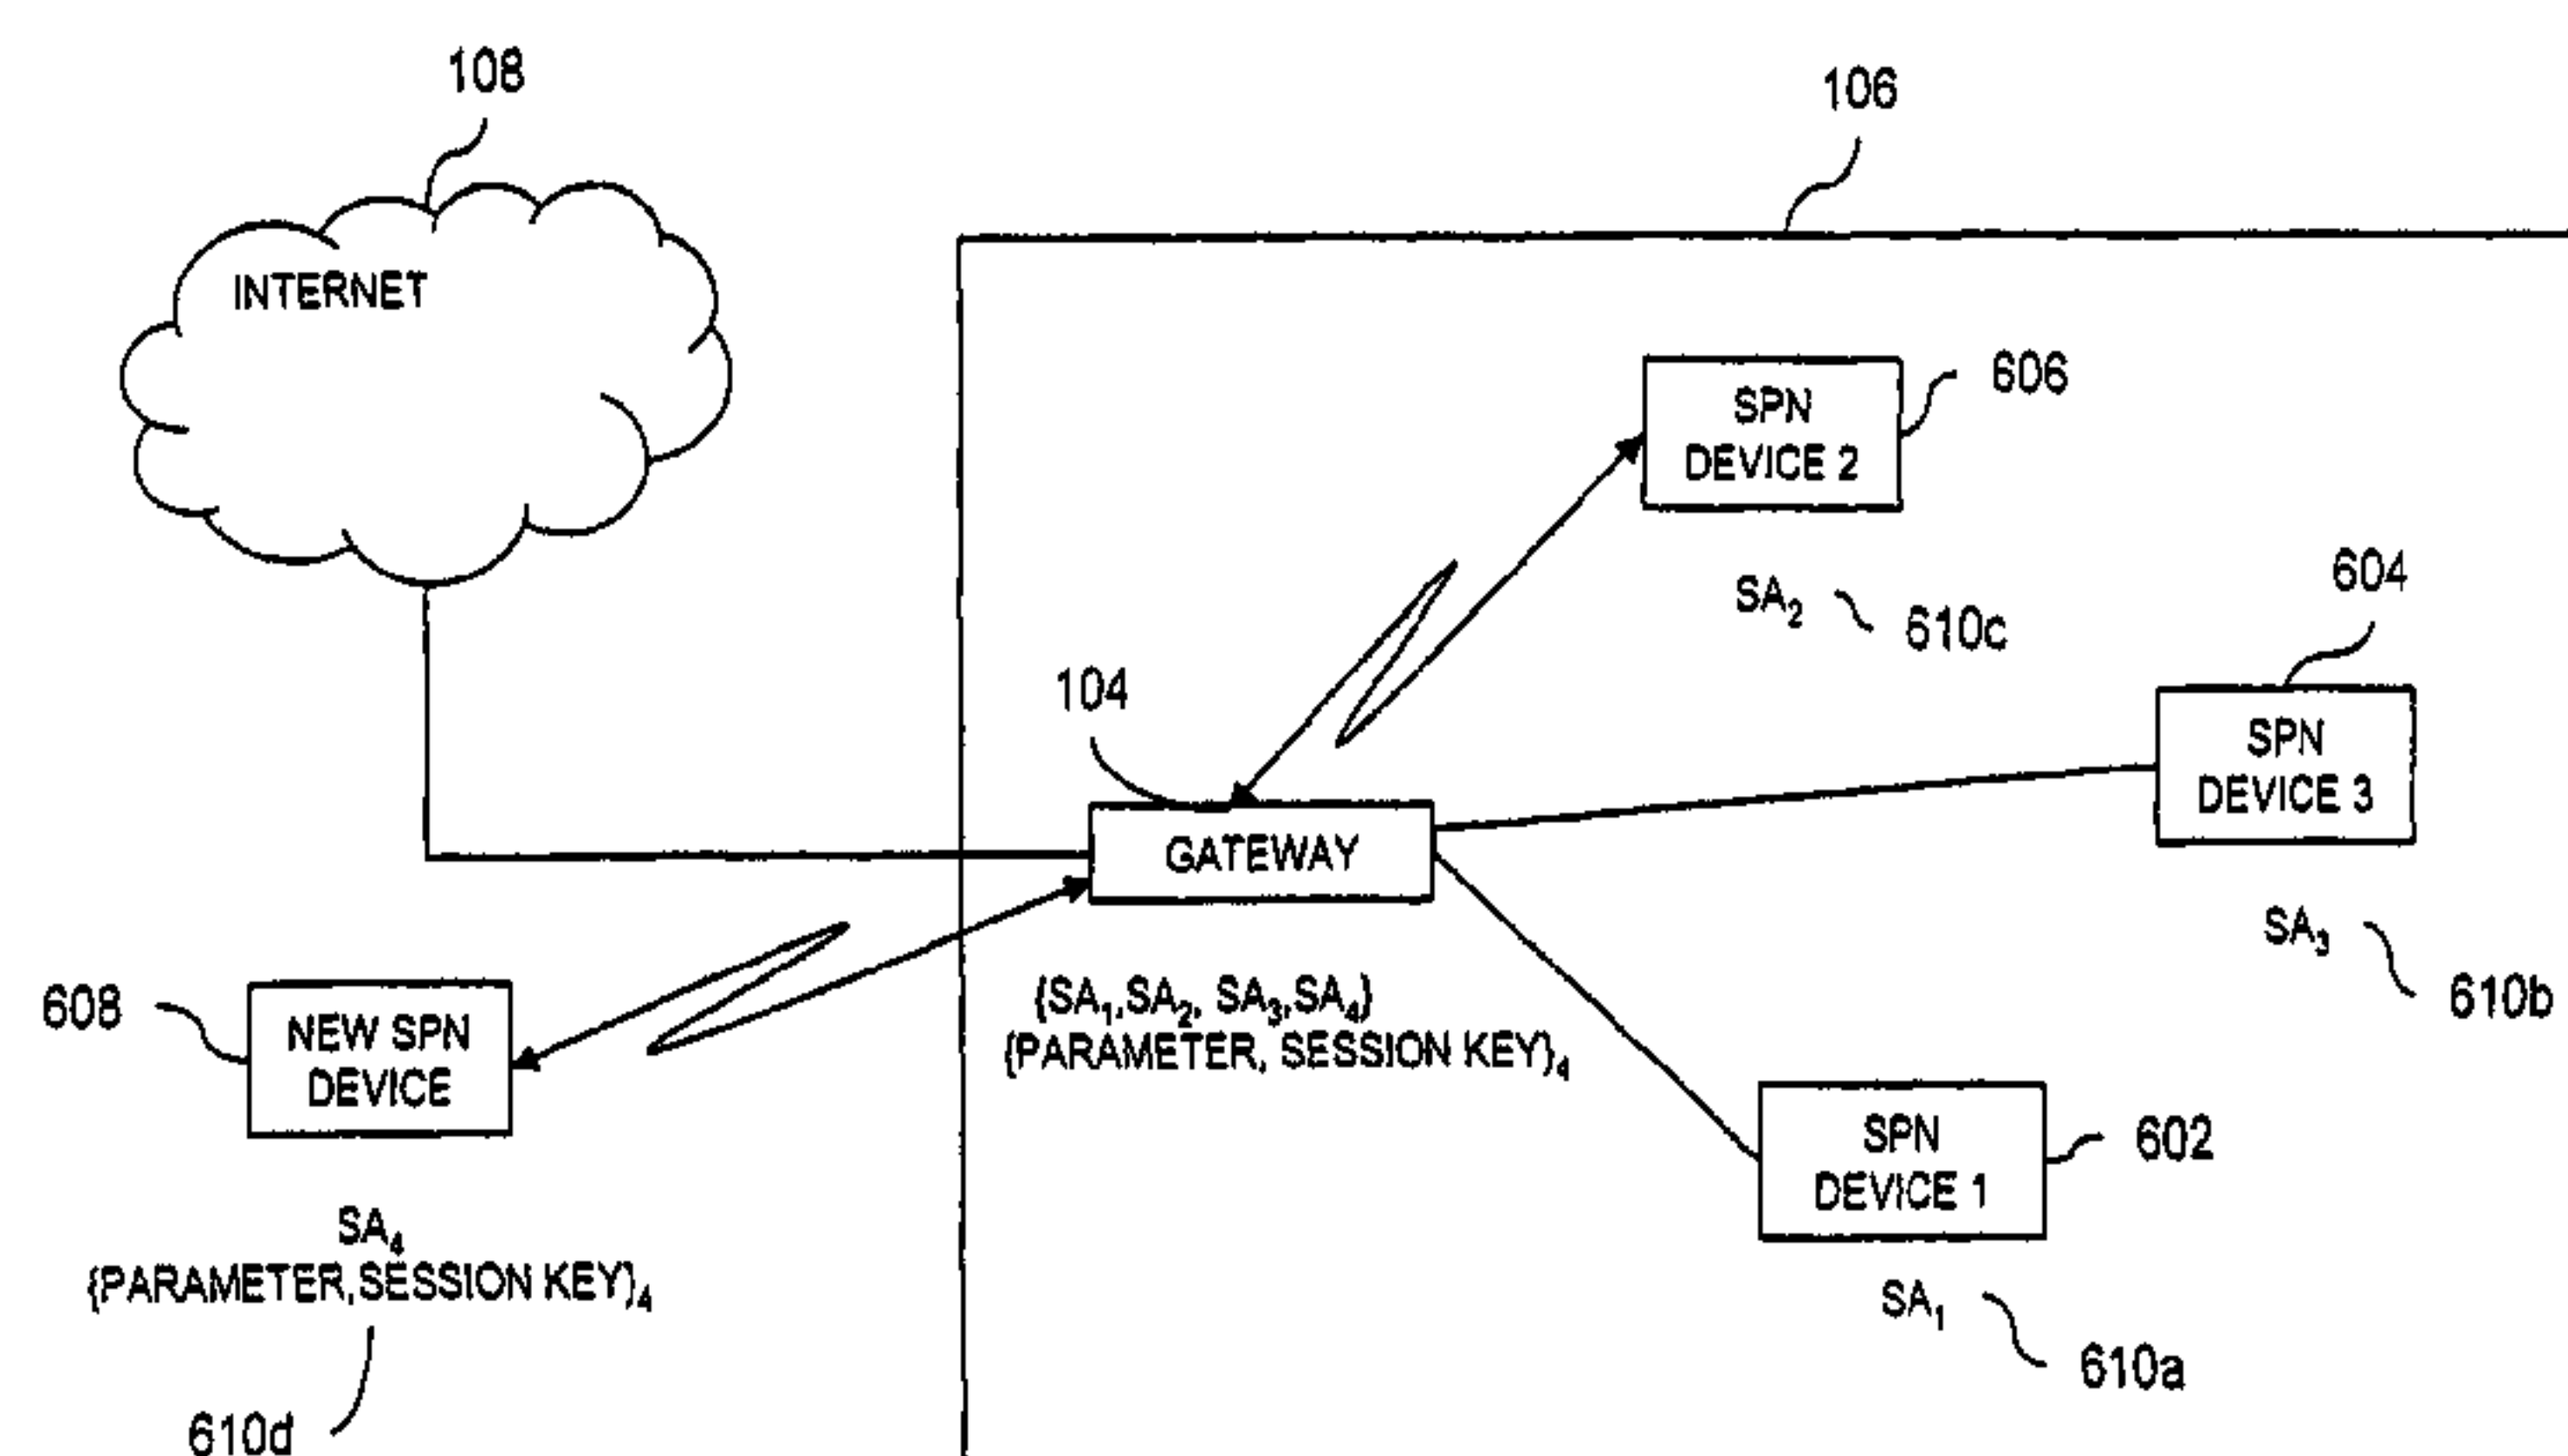 108
106
INTERNET
606
SPN
DEVICE 2
604
SA₂
610c
104
SPN
DEVICE 3
GATEWAY
SA₃
610b
608
NEW SPN
DEVICE
{SA₁,SA₂, SA₃,SA₄}
{PARAMETER, SESSION KEY}₄
SPN
DEVICE 1
602
SA₄
{PARAMETER,SESSION KEY}₄
SA₁
610a
610d